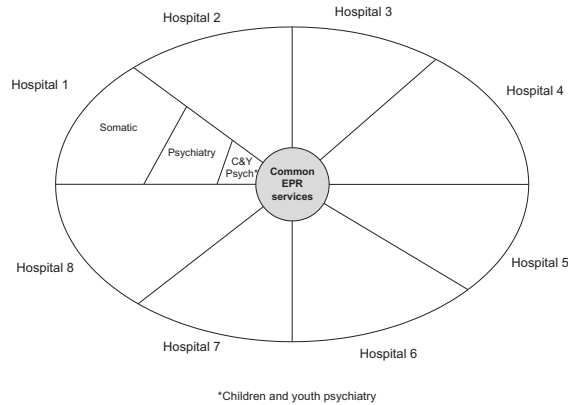 Hospital 2
Hospital 3
Hospital 1
Hospital 4
Somatic
Psychiatry
C&Y
Psych*
Common
EPR
services
Hospital 8
Hospital 5
Hospital 7
Hospital 6
*Children and youth psychiatry